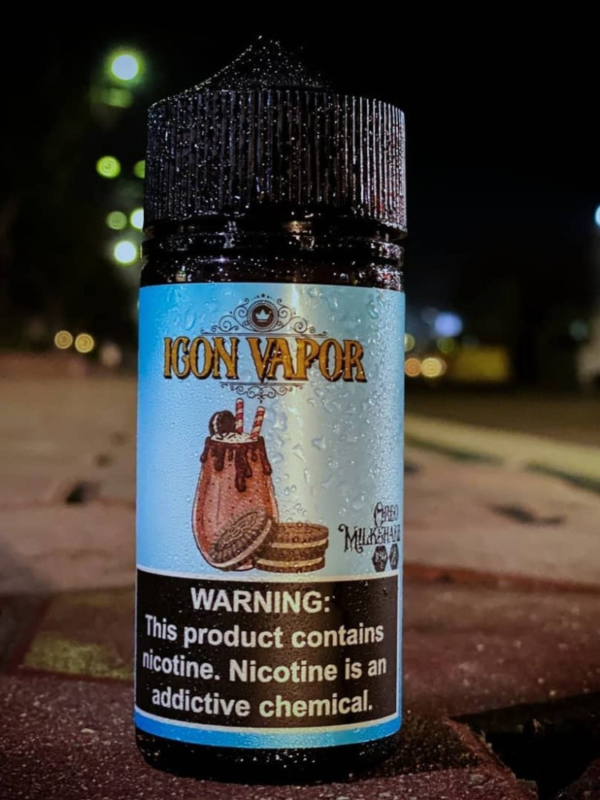 ICON VAPOR
Oreo
Milkshake
WARNING:
This product contains
nicotine. Nicotine is an
addictive chemical.